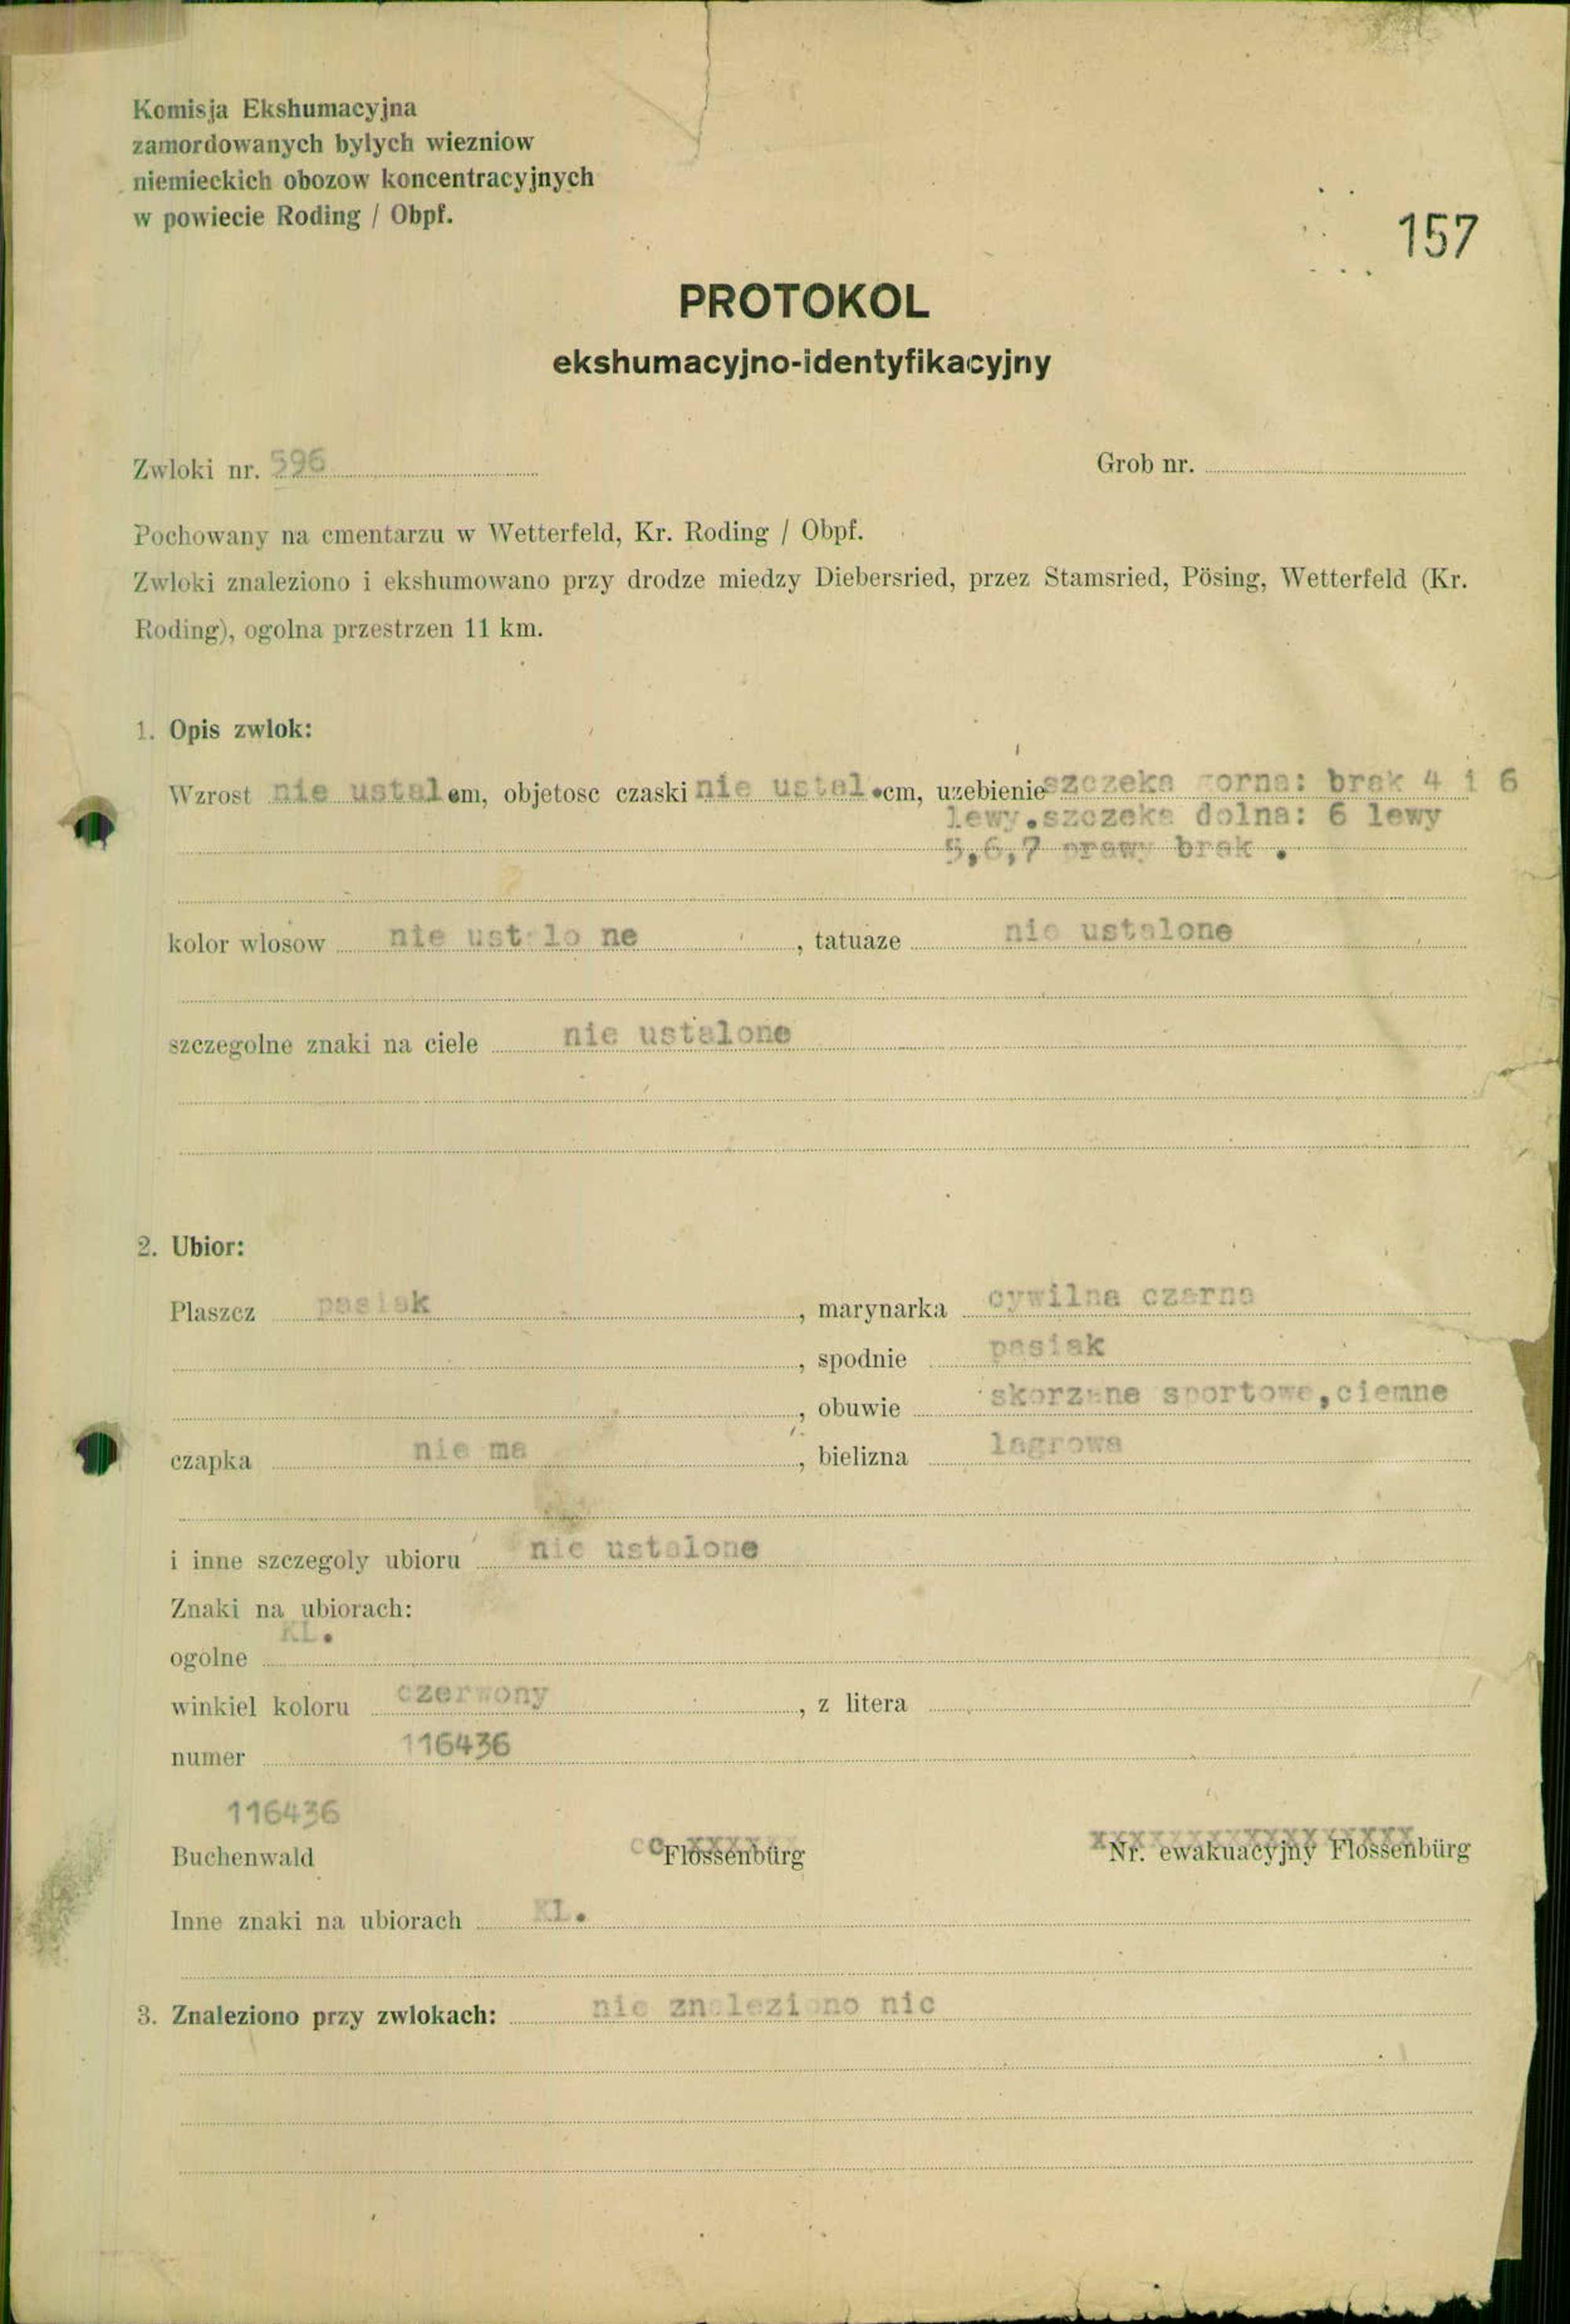 Komisja Ekshumacyjna
zamordowanych bylych wiezniow
niemieckich obozow koncentracyjnych
w powiecie Roding / Obpf.
157
PROTOKOL
ekshumacyjno-identyfikacyjny
Zwloki nr. 596 Grob nr.
Pochowany na cmentarzu w Wetterfeld, Kr. Roding / Obpf.
Zwloki znaleziono i ekshumowano przy drodze miedzy Diebersried, przez Stamsried, Pösing, Wetterfeld (Kr.
Roding), ogolna przestrzen 11 km.
1. Opis zwlok:
Wzrost nie ustal cm, objetosc czaski nie ustal.cm, uzebienie szczeka gorna: brak 4 i 6
lewy.szczeka dolna: 6 lewy
5,6,7 prawy brak .
kolor wlosow nie ustalo ne , tatuaze nie ustalone
szczegolne znaki na ciele nie ustalone
2. Ubior:
Plaszcz pasiak , marynarka cywilna czarna
, spodnie pasiak
, obuwie skorzane sportowe,ciemne
czapka nie ma , bielizna lagrowa
i inne szczegoly ubioru nie ustalone
Znaki na ubiorach:
KL.
ogolne
winkiel koloru czerwony , z litera
numer 116436
116436
Buchenwald Flossenbürg Nr. ewakuacyjny Flossenbürg
Inne znaki na ubiorach KL.
3. Znaleziono przy zwlokach: nie znaleziono nic